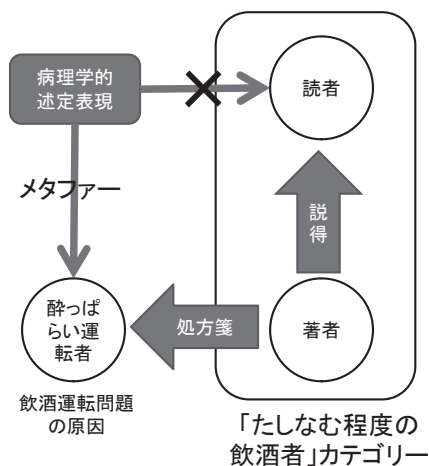 病理学的
述定表現
読者
メタファー
説
得
酔っぱ
らい運
転者
処方箋
著者
飲酒運転問題
の原因
「たしなむ程度の
飲酒者」カテゴリー